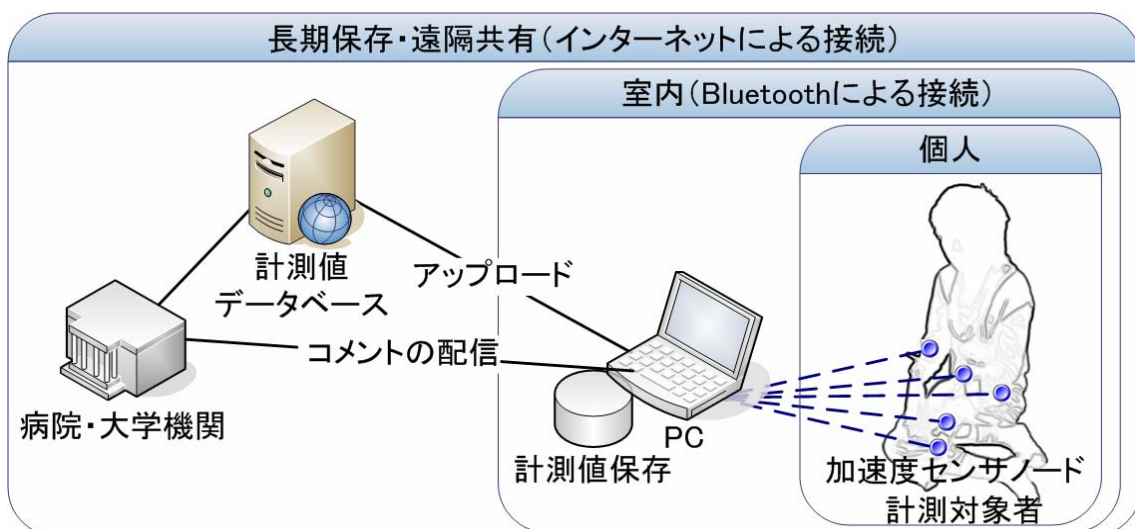 長期保存・遠隔共有（インターネットによる接続）
室内（Bluetoothによる接続）
個人
計測値
データベース
アップロード
コメントの配信
病院・大学機関
PC
計測値保存
加速度センサノード
計測対象者